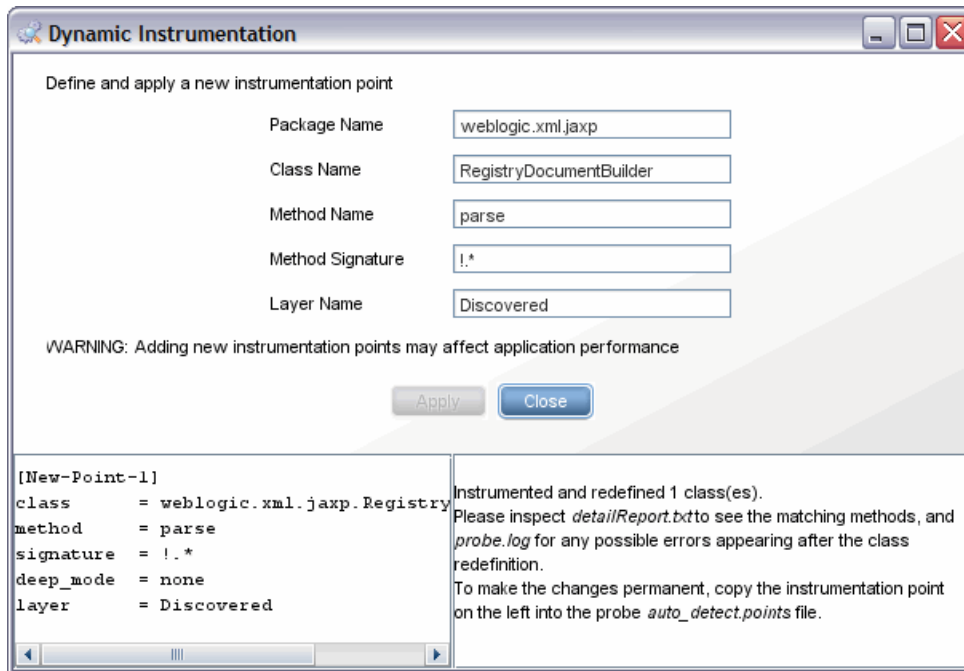 Dynamic Instrumentation
Define and apply a new instrumentation point
Package Name weblogic.xml.jaxp
Class Name RegistryDocumentBuilder
Method Name parse
Method Signature !.*
Layer Name Discovered
WARNING: Adding new instrumentation points may affect application performance
Apply Close
[New-Point-1]
class = weblogic.xml.jaxp.Registry
method = parse
signature = !.*
deep_mode = none
layer = Discovered
Instrumented and redefined 1 class(es).
Please inspect detailReport.txt to see the matching methods, and
probe.log for any possible errors appearing after the class
redefinition.
To make the changes permanent, copy the instrumentation point
on the left into the probe auto_detect.points file.